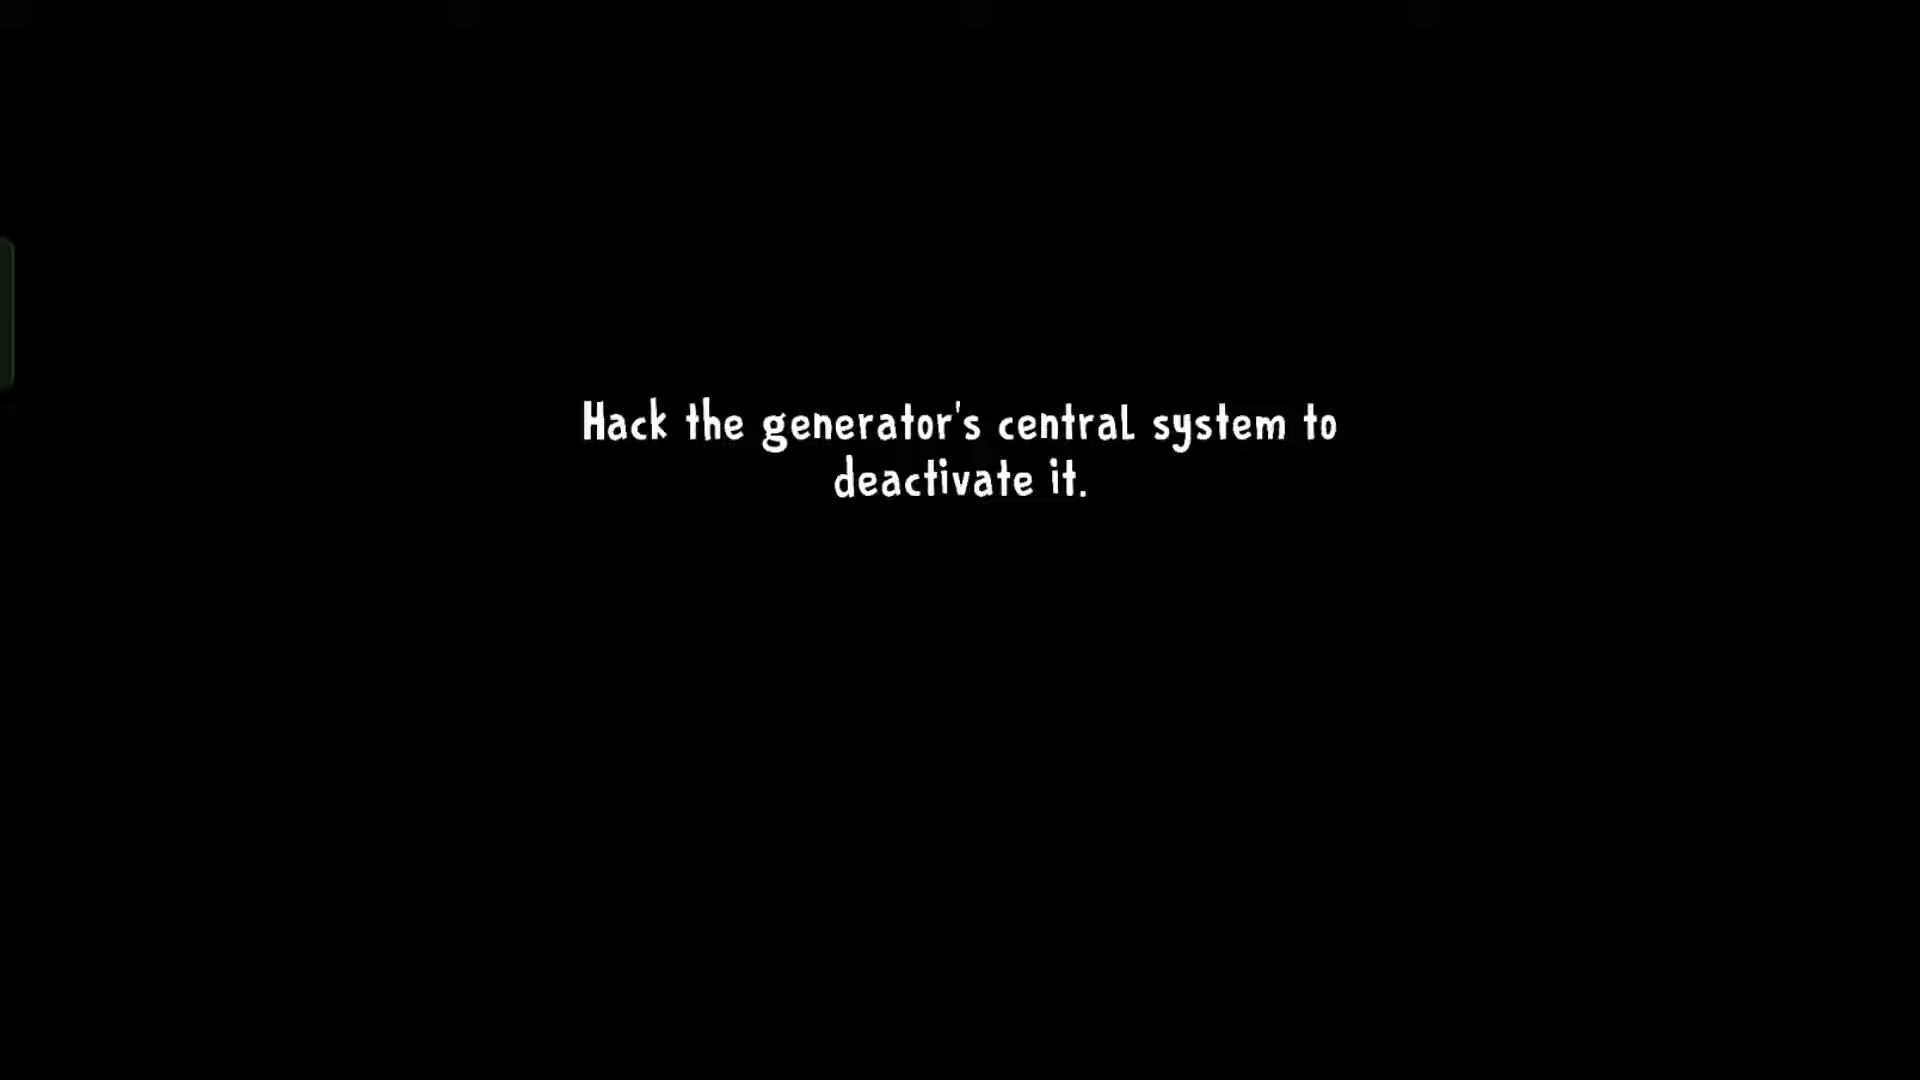 Hack the generator's central system to
deactivate it.